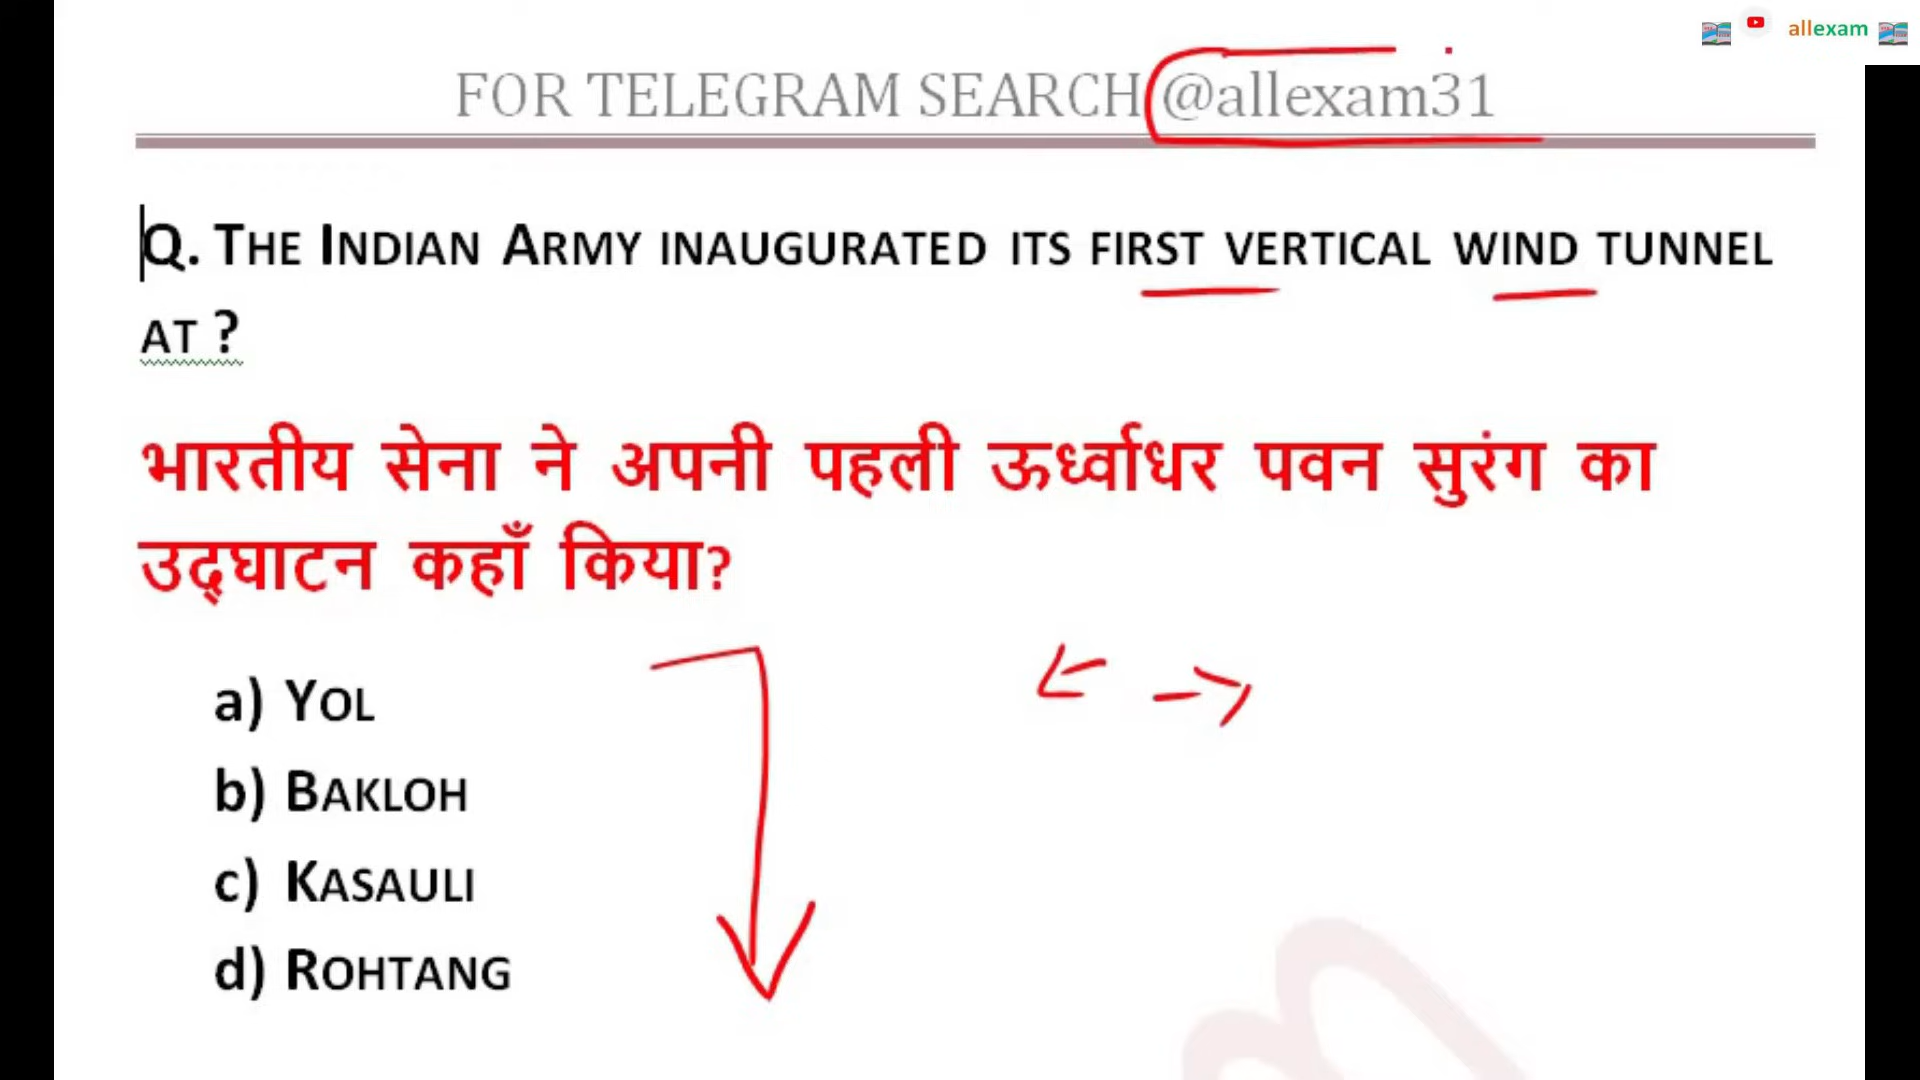 allexam
FOR TELEGRAM SEARCH @allexam31
Q. THE INDIAN ARMY INAUGURATED ITS FIRST VERTICAL WIND TUNNEL
AT ?
भारतीय सेना ने अपनी पहली ऊर्ध्वाधर पवन सुरंग का
उद्घाटन कहाँ किया?
a) YOL
b) BAKLOH
c) KASAULI
d) ROHTANG